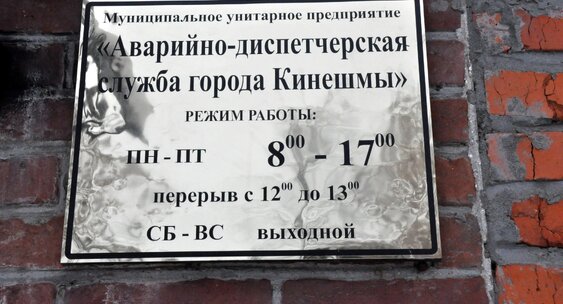 Муниципальное унитарное предприятие
«Аварийно-диспетчерская
служба города Кинешмы»
РЕЖИМ РАБОТЫ:
ПН - ПТ 8⁰⁰ - 17⁰⁰
перерыв с 12⁰⁰ до 13⁰⁰
СБ - ВС выходной